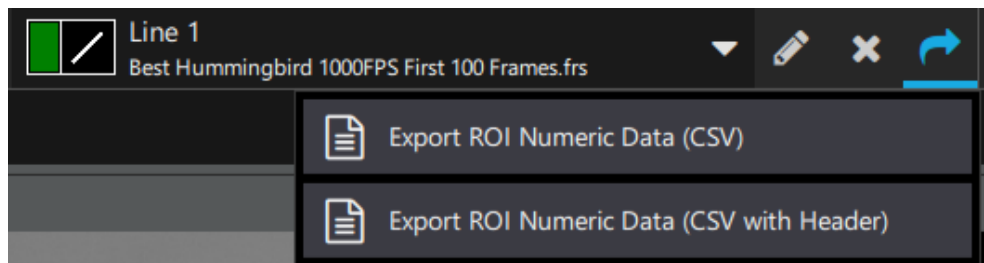 Line 1
Best Hummingbird 1000FPS First 100 Frames.frs
Export ROI Numeric Data (CSV)
Export ROI Numeric Data (CSV with Header)